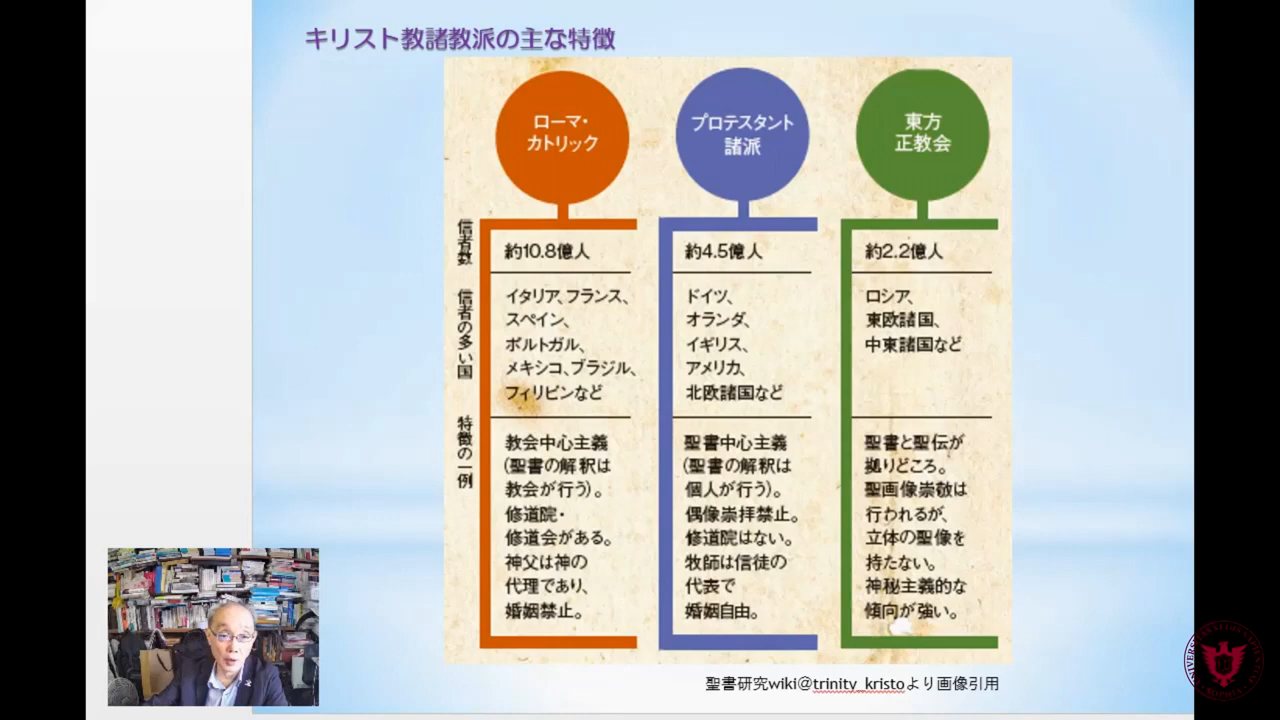 キリスト教諸教派の主な特徴
ローマ・
カトリック
プロテスタント
諸派
東方
正教会
信者数
約10.8億人
約4.5億人
約2.2億人
信者の多い国
イタリア、フランス、
スペイン、
ポルトガル、
メキシコ、ブラジル、
フィリピンなど
ドイツ、
オランダ、
イギリス、
アメリカ、
北欧諸国など
ロシア、
東欧諸国、
中東諸国など
特徴の一例
教会中心主義
(聖書の解釈は
教会が行う)。
修道院・
修道会がある。
神父は神の
代理であり、
婚姻禁止。
聖書中心主義
(聖書の解釈は
個人が行う)。
偶像崇拝禁止。
修道院はない。
牧師は信徒の
代表で
婚姻自由。
聖書と聖伝が
拠りどころ。
聖画像崇敬は
行われるが、
立体の聖像を
持たない。
神秘主義的な
傾向が強い。
聖書研究wiki@trinity_kristoより画像引用